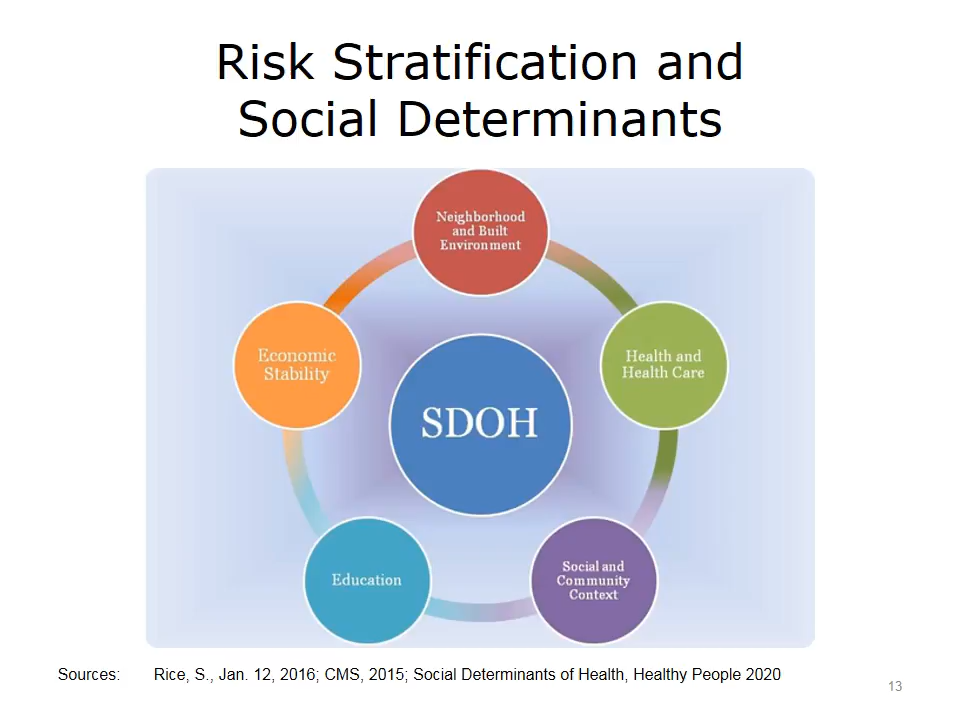 Risk Stratification and
Social Determinants
Neighborhood
and Built
Environment
Economic
Stability
Health and
Health Care
SDOH
Education
Social and
Community
Context
Sources: Rice, S., Jan. 12, 2016; CMS, 2015; Social Determinants of Health, Healthy People 2020
13